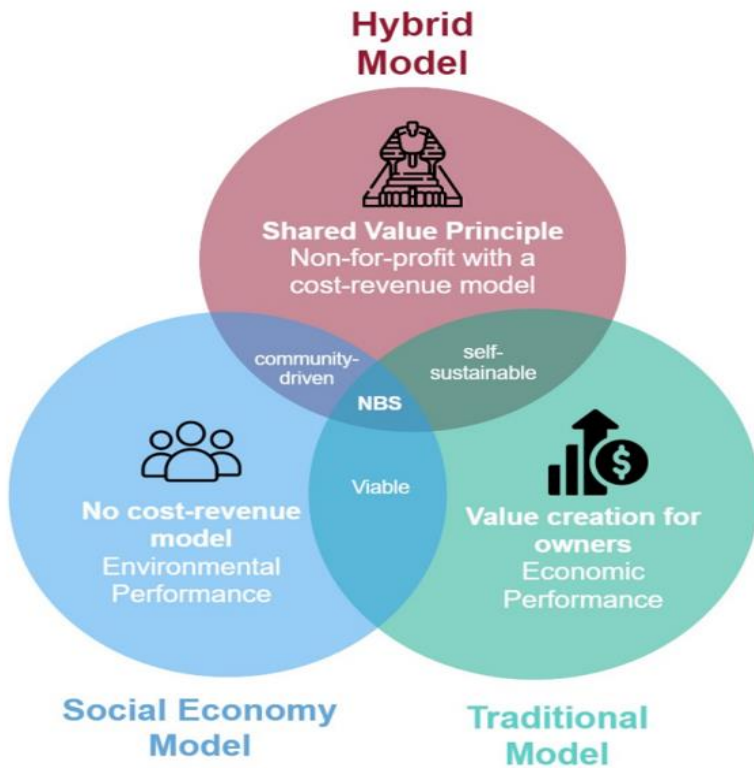 Hybrid
Model
Shared Value Principle
Non-for-profit with a
cost-revenue model
community-
driven
self-
sustainable
NBS
Viable
No cost-revenue
model
Environmental
Performance
$
Value creation for
owners
Economic
Performance
Social Economy
Model
Traditional
Model